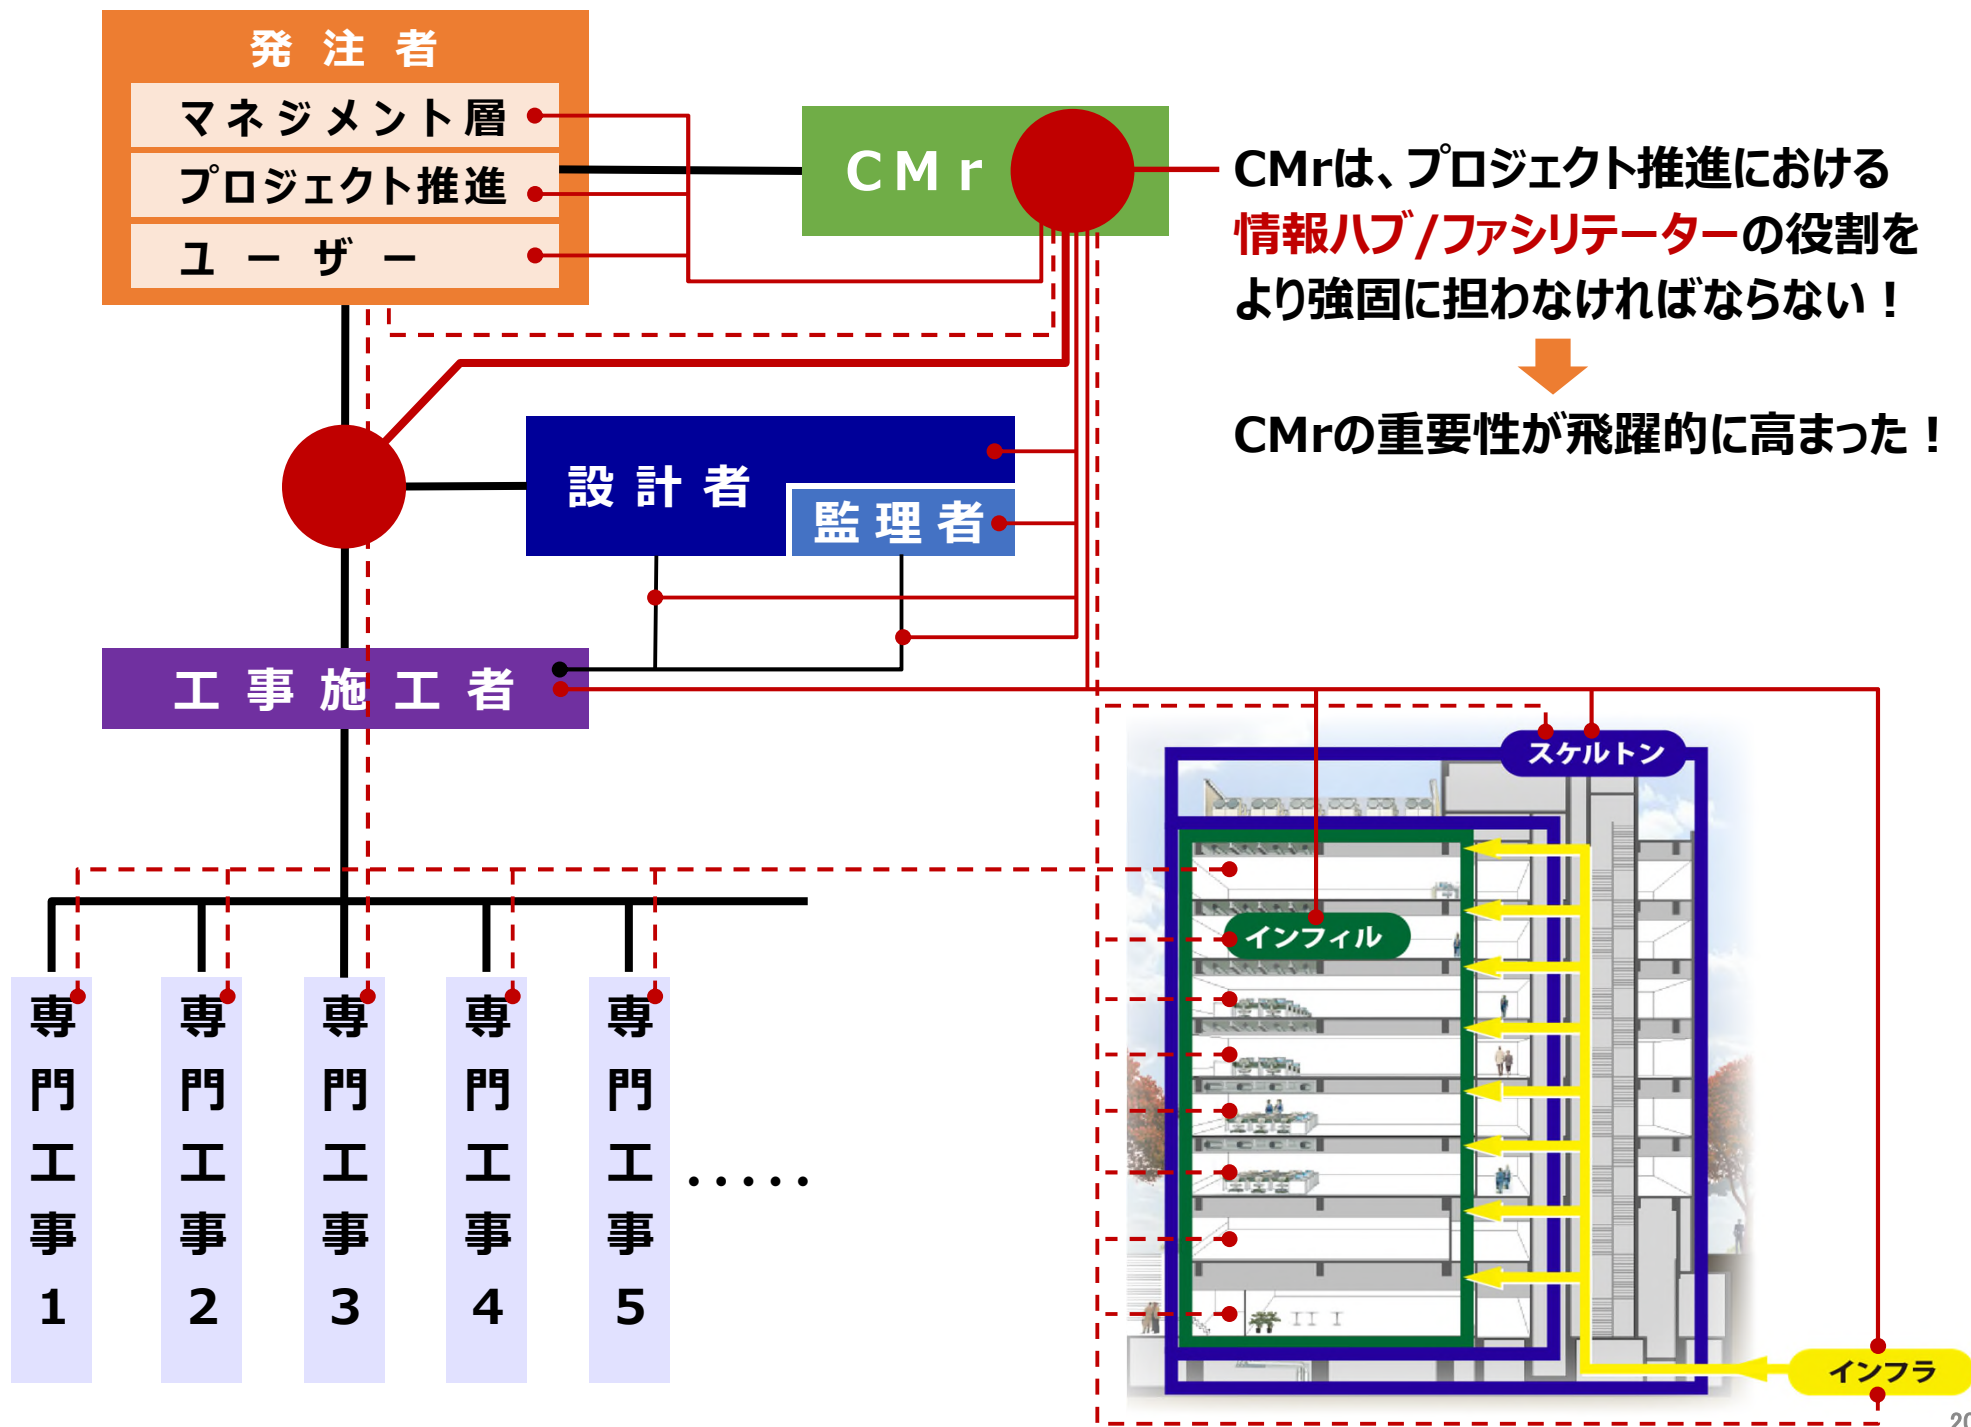 発注者
マネジメント層
プロジェクト推進
ユーザー
CMr
CMrは、プロジェクト推進における
情報ハブ/ファシリテーターの役割を
より強固に担わなければならない！
CMrの重要性が飛躍的に高まった！
設計者
監理者
工事施工者
スケルトン
インフィル
インフラ
専門工事1
専門工事2
専門工事3
専門工事4
専門工事5
・・・・・